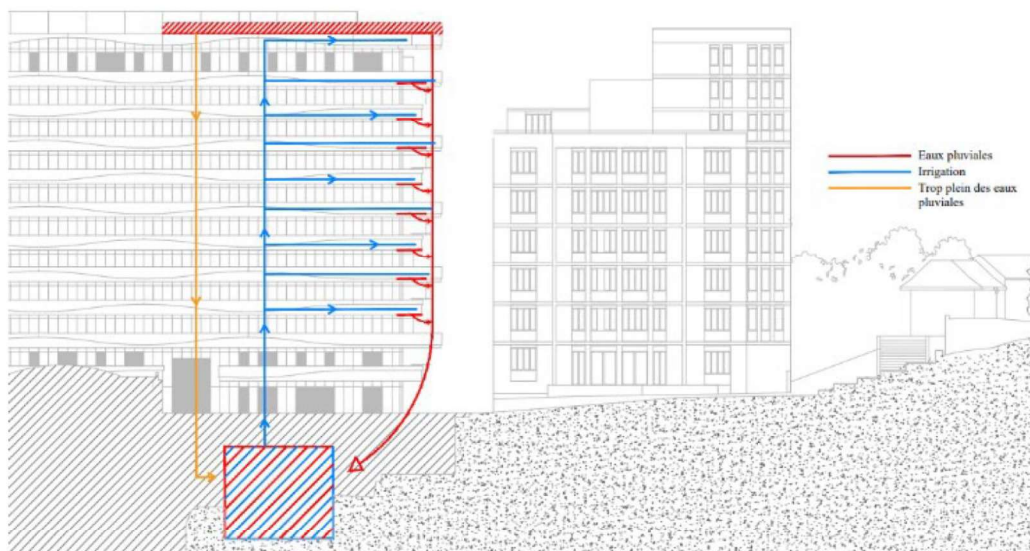 Eaux pluviales
Irrigation
Trop plein des eaux
pluviales